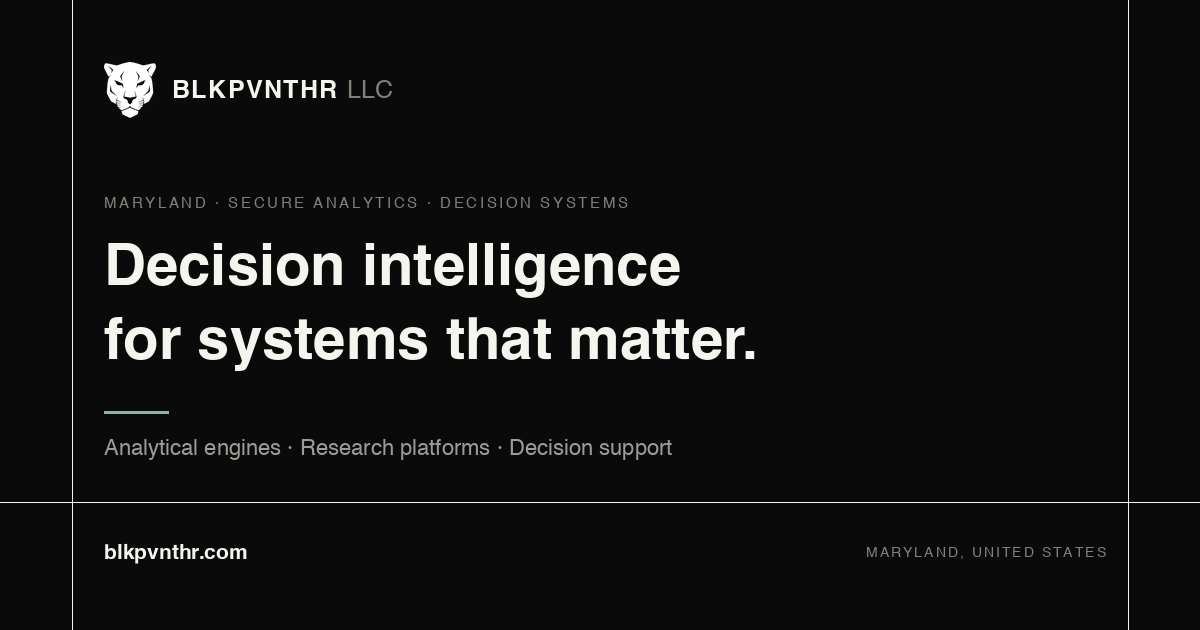 BLKPVNTHR LLC
MARYLAND · SECURE ANALYTICS · DECISION SYSTEMS
Decision intelligence
for systems that matter.
Analytical engines · Research platforms · Decision support
blkpvnthr.com
MARYLAND, UNITED STATES